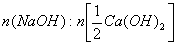 n(NaOH) : n[1/2 Ca(OH)₂